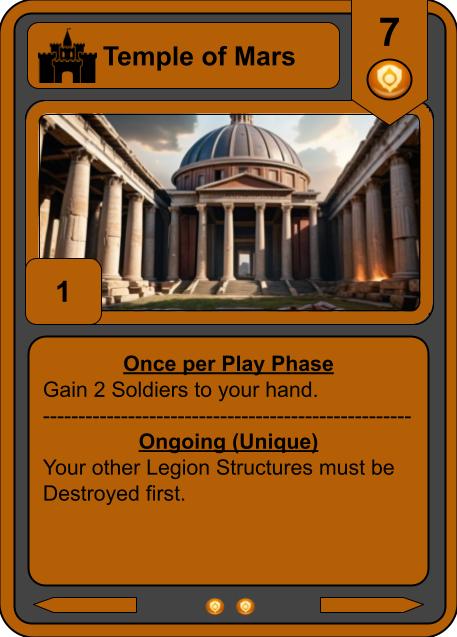 Temple of Mars
7
1
Once per Play Phase
Gain 2 Soldiers to your hand.
Ongoing (Unique)
Your other Legion Structures must be
Destroyed first.